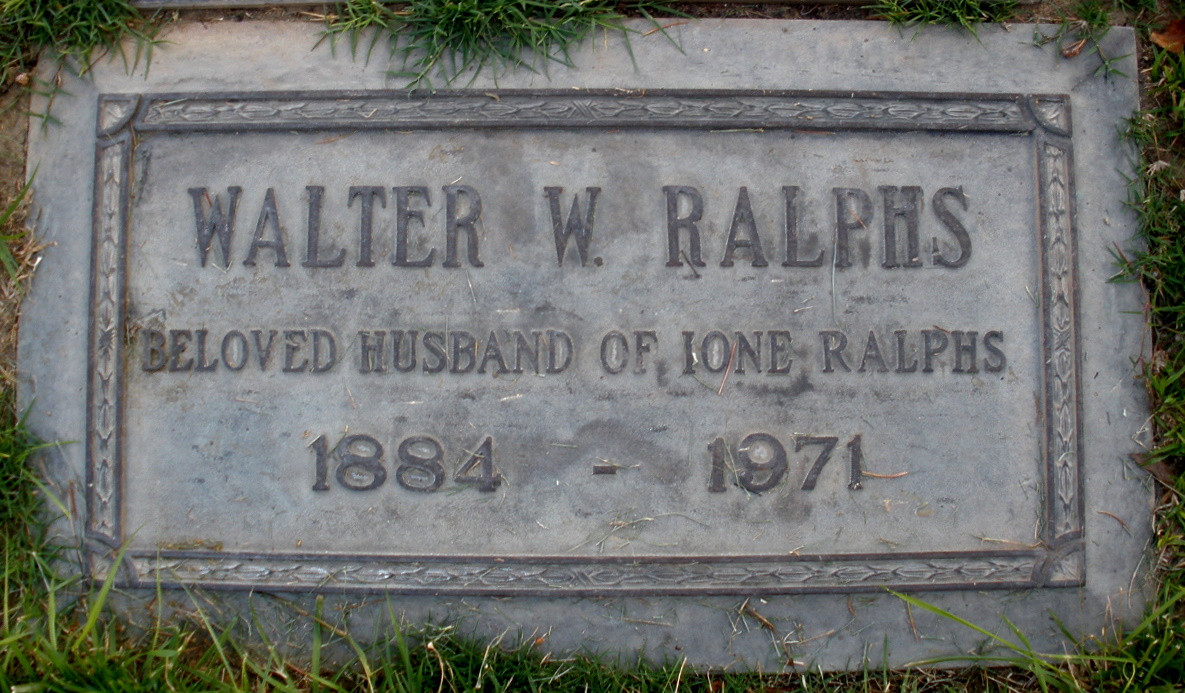 WALTER W. RALPHS
BELOVED HUSBAND OF IONE RALPHS
1884 - 1971